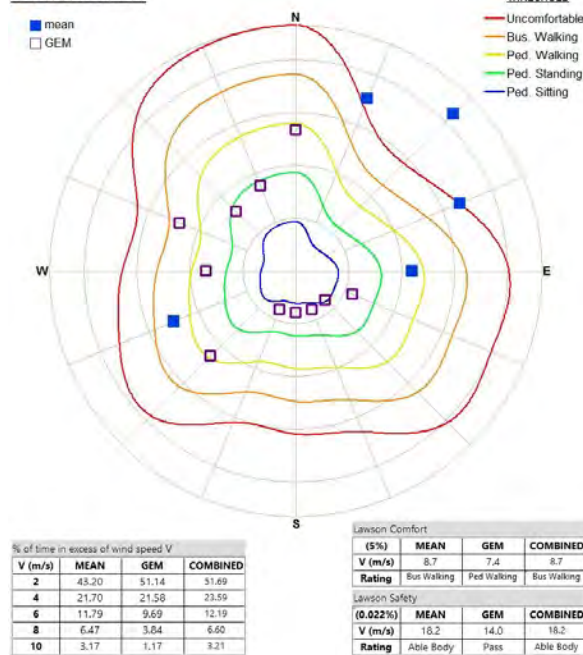 N
mean
GEM
Uncomfortable
Bus. Walking
Ped. Walking
Ped. Standing
Ped. Sitting
W
E
S
% of time in excess of wind speed V
V (m/s) MEAN GEM COMBINED
2 43.20 51.14 51.69
4 21.70 21.58 23.59
6 11.79 9.69 12.19
8 6.47 3.84 6.60
10 3.17 1.17 3.21
Lawson Comfort
(5%) MEAN GEM COMBINED
V (m/s) 8.7 7.4 8.7
Rating Bus Walking Ped Walking Bus Walking
Lawson Safety
(0.022%) MEAN GEM COMBINED
V (m/s) 18.2 14.0 18.2
Rating Able Body Pass Able Body